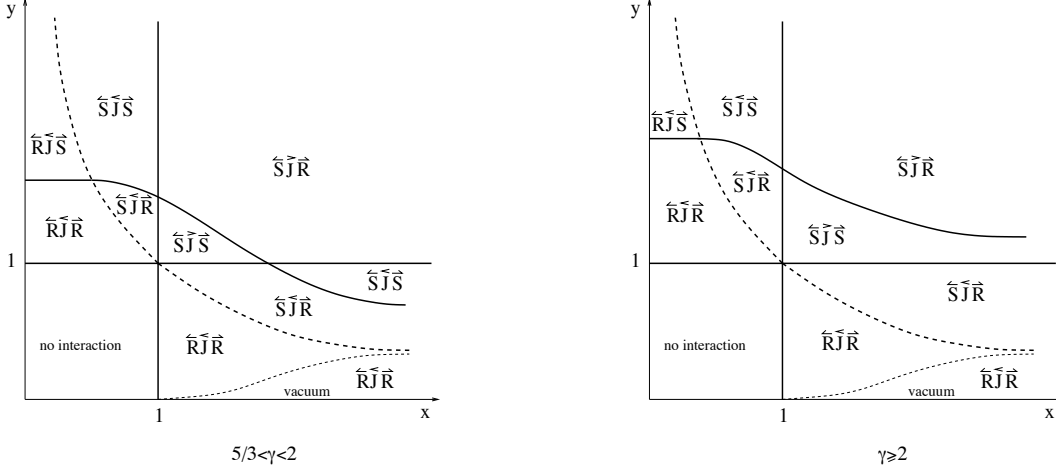 y
S⃖J᷾S⃗
R⃖J᷾S⃗
S⃖J͐R⃗
S⃖J᷾R⃗
R⃖J᷾R⃗
S⃖J͐S⃗
1
S⃖J᷾S⃗
S⃖J᷾R⃗
no interaction
R⃖J᷾R⃗
R⃖J᷾R⃗
vacuum
1
x
5/3<γ<2
y
S⃖J᷾S⃗
R⃖J᷾S⃗
S⃖J͐R⃗
S⃖J᷾R⃗
R⃖J᷾R⃗
S⃖J͐S⃗
1
S⃖J᷾R⃗
no interaction
R⃖J᷾R⃗
R⃖J᷾R⃗
vacuum
1
x
γ⩾2